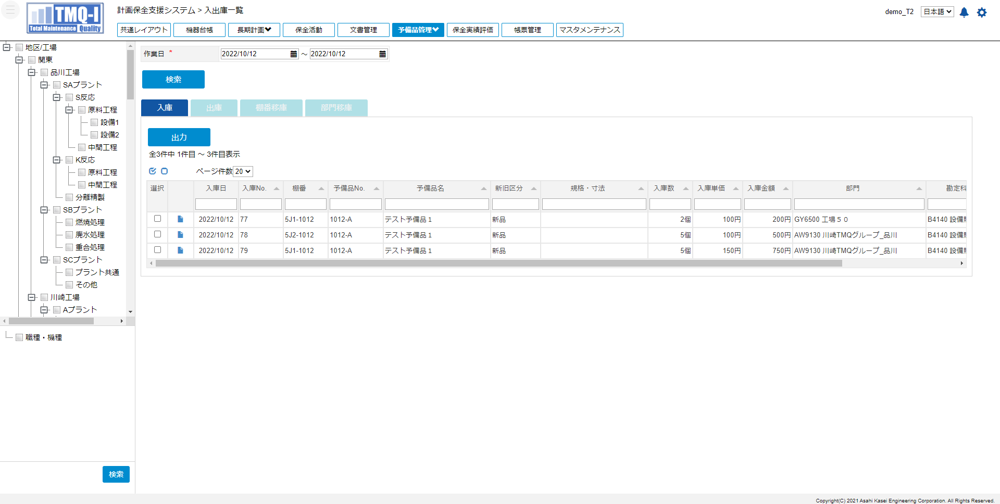 TMQ-I
Total Maintenance Quality
計画保全支援システム > 入出庫一覧
demo_T2
日本語
共通レイアウト
機器台帳
長期計画
保全活動
文書管理
予備品管理
保全実績評価
帳票管理
マスタメンテナンス
地区/工場
関東
品川工場
SAプラント
S反応
原料工程
設備1
設備2
中間工程
K反応
原料工程
中間工程
分離精製
SBプラント
燃焼処理
廃水処理
重合処理
SCプラント
プラント共通
その他
川崎工場
Aプラント
職種・機種
検索
作業日 *
2022/10/12 ～ 2022/10/12
検索
入庫
出庫
棚番移庫
部門移庫
出力
全3件中 1件目 ～ 3件目表示
ページ件数 20
選択 入庫日 入庫No. 棚番 予備品No. 予備品名 新旧区分 規格・寸法 入庫数 入庫単価 入庫金額 部門 勘定科
2022/10/12 77 5J1-1012 1012-A テスト予備品１ 新品 2個 100円 200円 GY6500 工場５０ B4140 設備
2022/10/12 78 5J2-1012 1012-A テスト予備品１ 新品 5個 100円 500円 AW9130 川崎TMQグループ_品川 B4140 設備
2022/10/12 79 5J1-1012 1012-A テスト予備品１ 新品 5個 150円 750円 AW9130 川崎TMQグループ_品川 B4140 設備
Copyright(C) 2021 Asahi Kasei Engineering Corporation. All Rights Reserved.